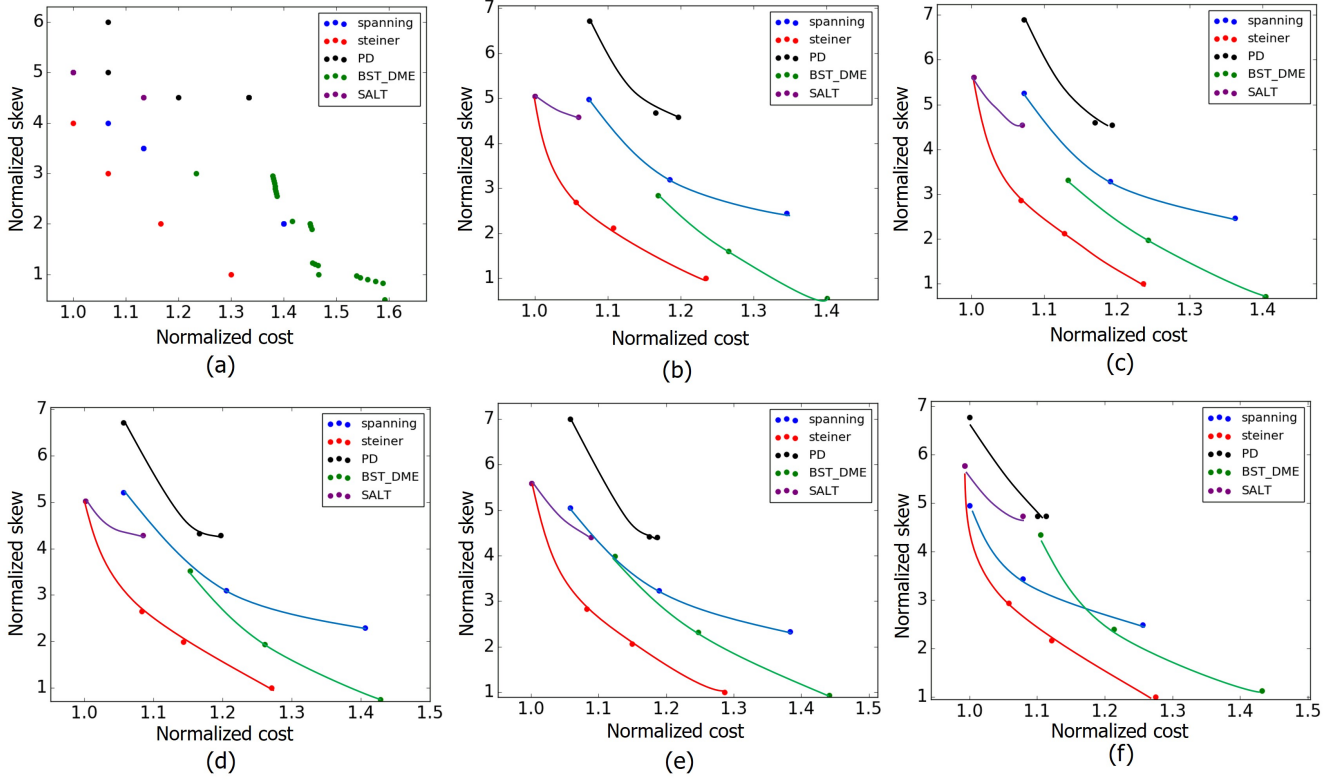 6
5
4
3
2
1
1.0 1.1 1.2 1.3 1.4 1.5 1.6
Normalized skew
Normalized cost
spanning
steiner
PD
BST_DME
SALT
(a)
7
6
5
4
3
2
1
1.0 1.1 1.2 1.3 1.4
Normalized skew
Normalized cost
spanning
steiner
PD
BST_DME
SALT
(b)
7
6
5
4
3
2
1
1.0 1.1 1.2 1.3 1.4
Normalized skew
Normalized cost
spanning
steiner
PD
BST_DME
SALT
(c)
7
6
5
4
3
2
1
1.0 1.1 1.2 1.3 1.4 1.5
Normalized skew
Normalized cost
spanning
steiner
PD
BST_DME
SALT
(d)
7
6
5
4
3
2
1
1.0 1.1 1.2 1.3 1.4 1.5
Normalized skew
Normalized cost
spanning
steiner
PD
BST_DME
SALT
(e)
7
6
5
4
3
2
1
1.0 1.1 1.2 1.3 1.4 1.5
Normalized skew
Normalized cost
spanning
steiner
PD
BST_DME
SALT
(f)